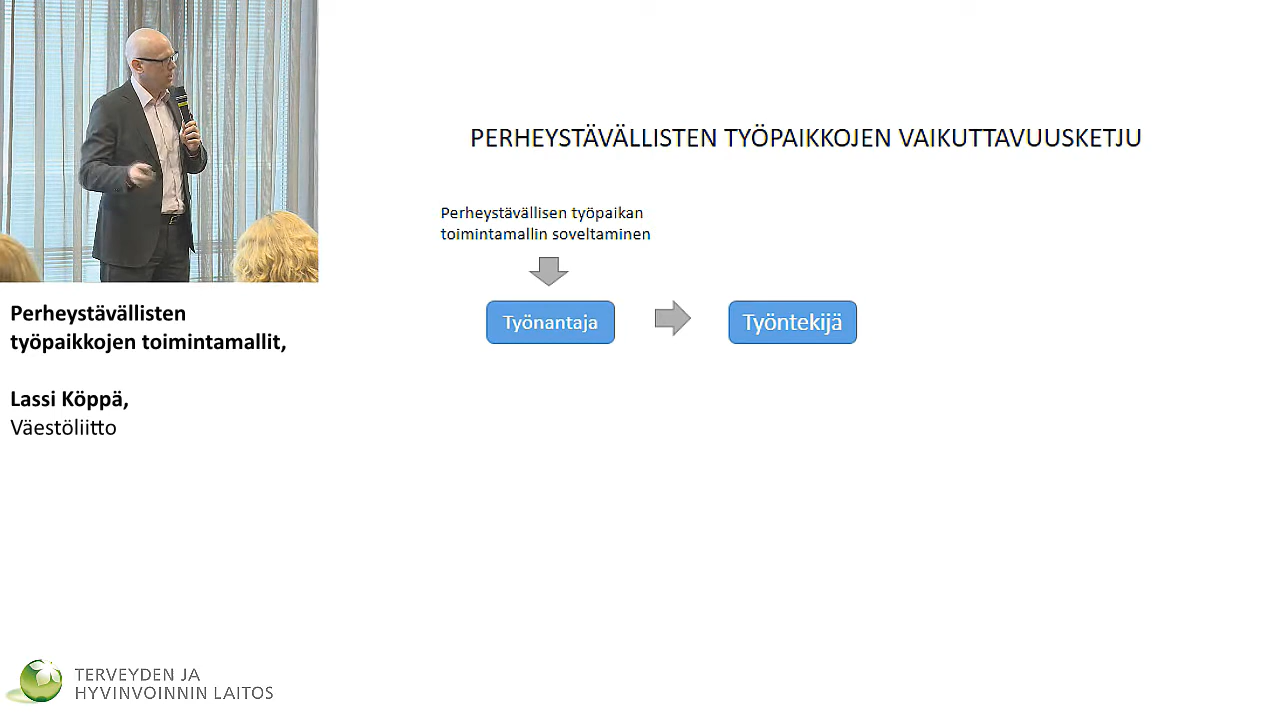 PERHEYSTÄVÄLLISTEN TYÖPAIKKOJEN VAIKUTTAVUUSKETJU
Perheystävällisen työpaikan
toimintamallin soveltaminen
Työnantaja
Työntekijä
Perheystävällisten
työpaikkojen toimintamallit,
Lassi Köppä,
Väestöliitto
TERVEYDEN JA
HYVINVOINNIN LAITOS